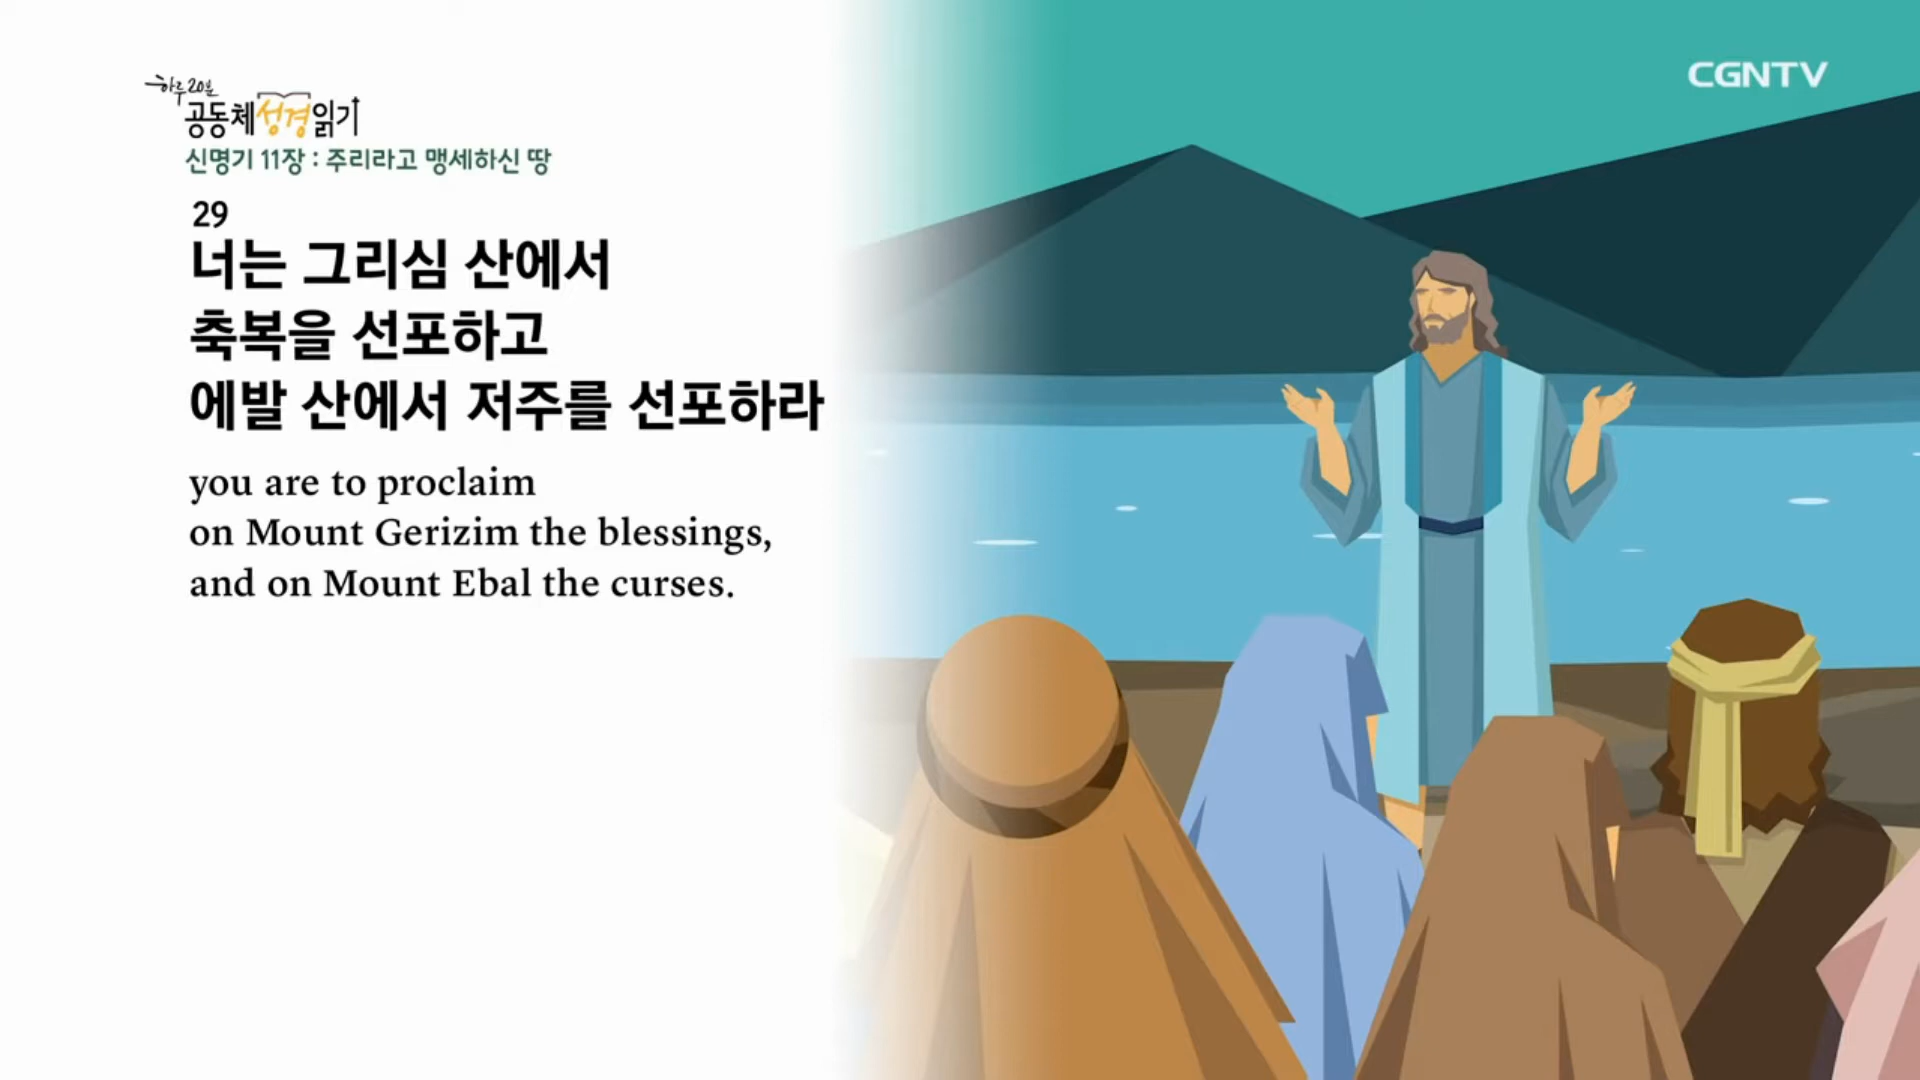 하루 20분
공동체성경읽기
신명기 11장 : 주리라고 맹세하신 땅
29
너는 그리심 산에서
축복을 선포하고
에발 산에서 저주를 선포하라
you are to proclaim
on Mount Gerizim the blessings,
and on Mount Ebal the curses.
CGNTV